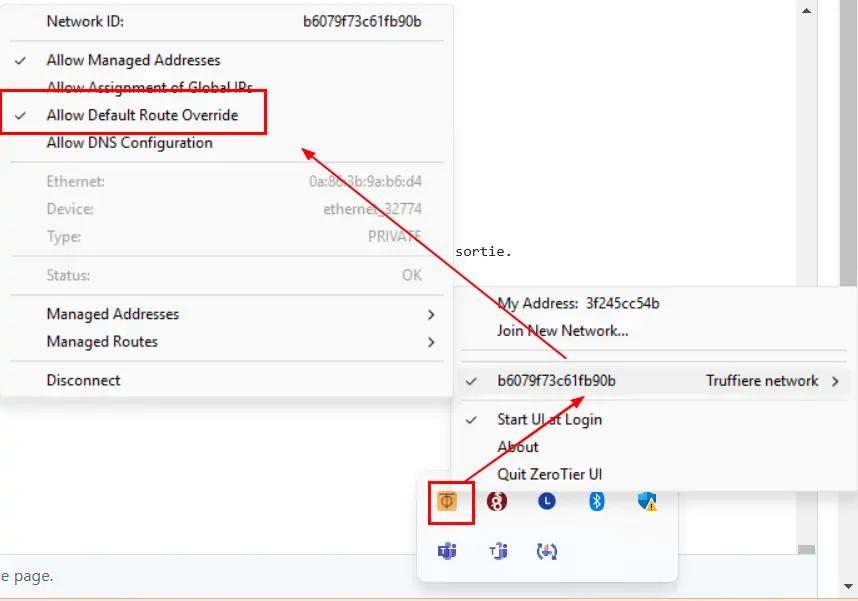 Network ID: b6079f73c61fb90b
Allow Managed Addresses
Allow Assignment of Global IPs
Allow Default Route Override
Allow DNS Configuration
Ethernet: 0a:86:3b:9a:b6:d4
Device: ethernet_32774
Type: PRIVATE
Status: OK
Managed Addresses
Managed Routes
Disconnect
sortie.
My Address: 3f245cc54b
Join New Network...
b6079f73c61fb90b Truffiere network
Start UI at Login
About
Quit ZeroTier UI
e page.